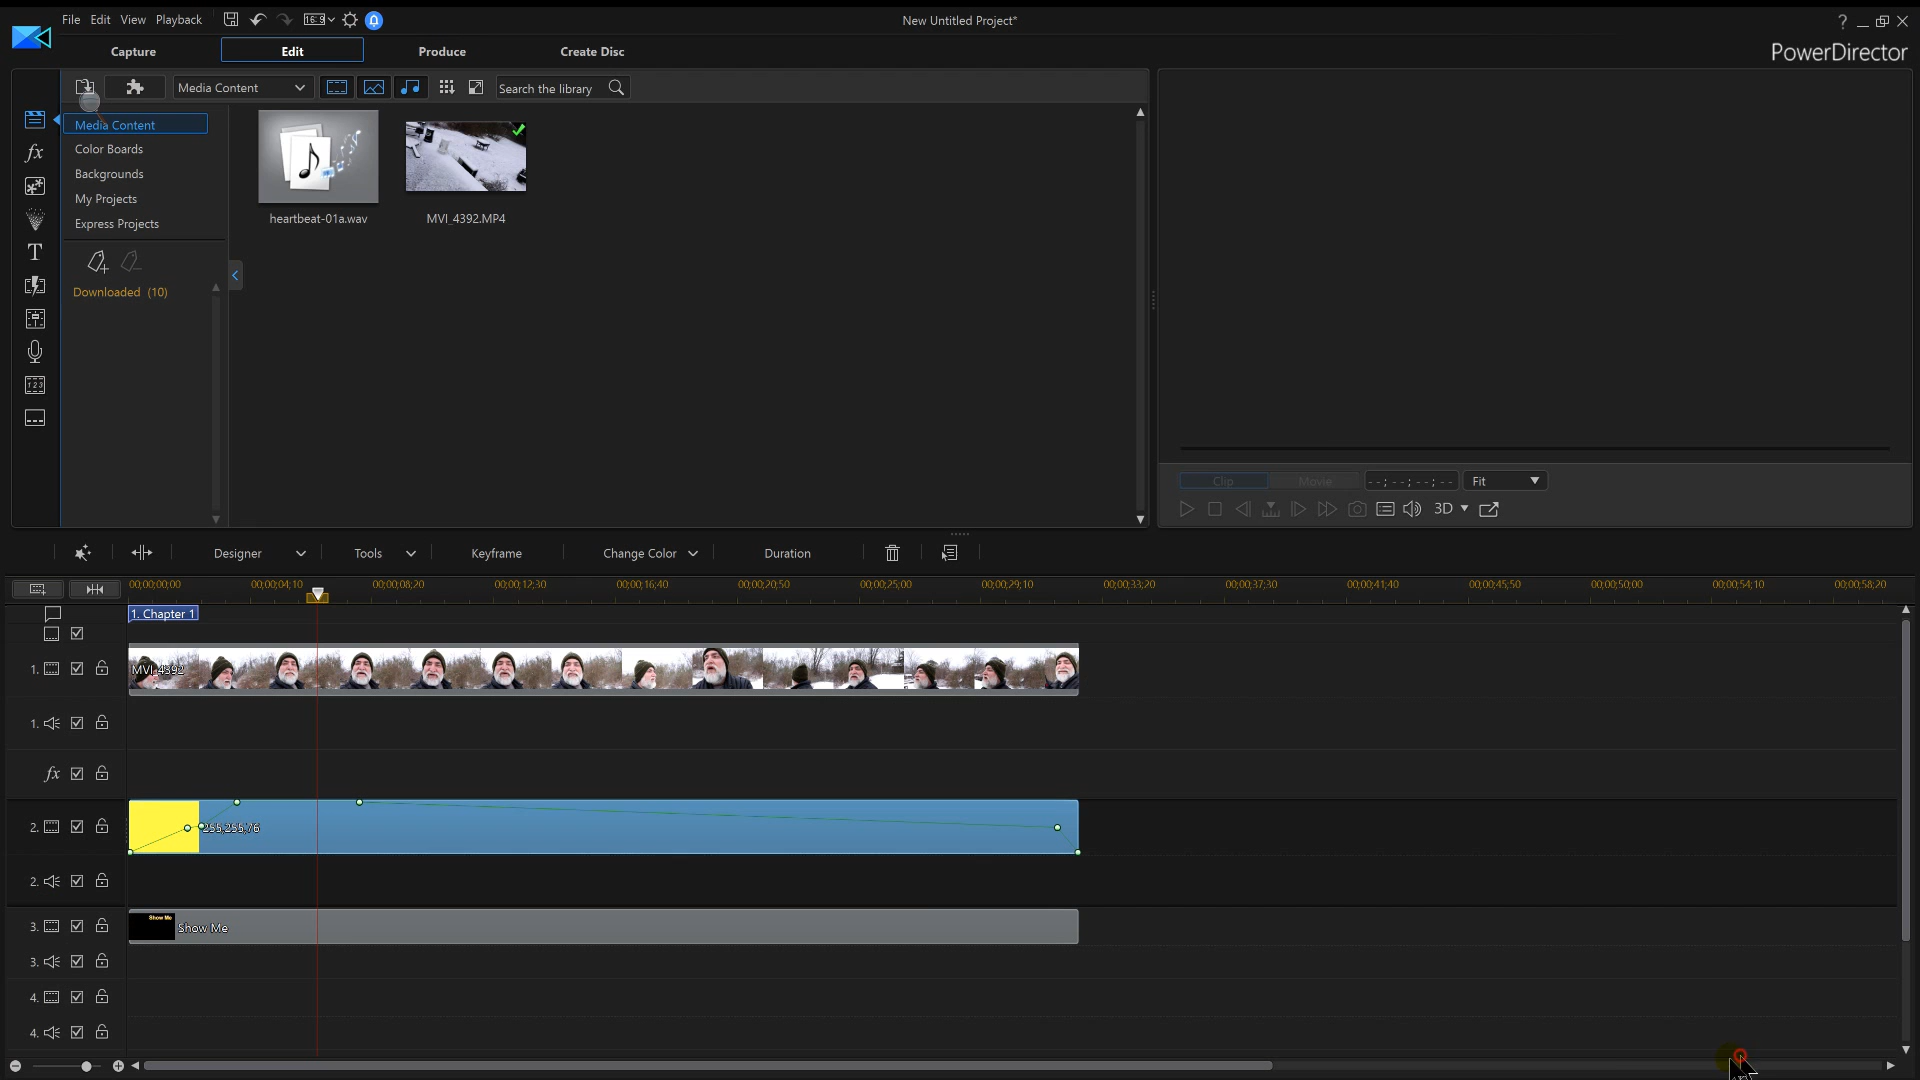 File Edit View Playback 16:9 New Untitled Project* ?
Capture Edit Produce Create Disc PowerDirector
Media Content Search the library
Media Content
Color Boards
Backgrounds
My Projects
Express Projects
Downloaded (10)
heartbeat-01a.wav MVI_4392.MP4
Clip Movie --;--;--;-- Fit
3D
fx
T
123
Designer Tools Keyframe Change Color Duration
00;00;00;00 00;00;04;10 00;00;08;20 00;00;12;30 00;00;16;40 00;00;20;50 00;00;25;00 00;00;29;10 00;00;33;20 00;00;37;30 00;00;41;40 00;00;45;50 00;00;50;00 00;00;54;10 00;00;58;20
1. Chapter 1
1. MVI_4392
1.
fx
2. 255,255,76
2.
3. Show Me Show Me
3.
4.
4.